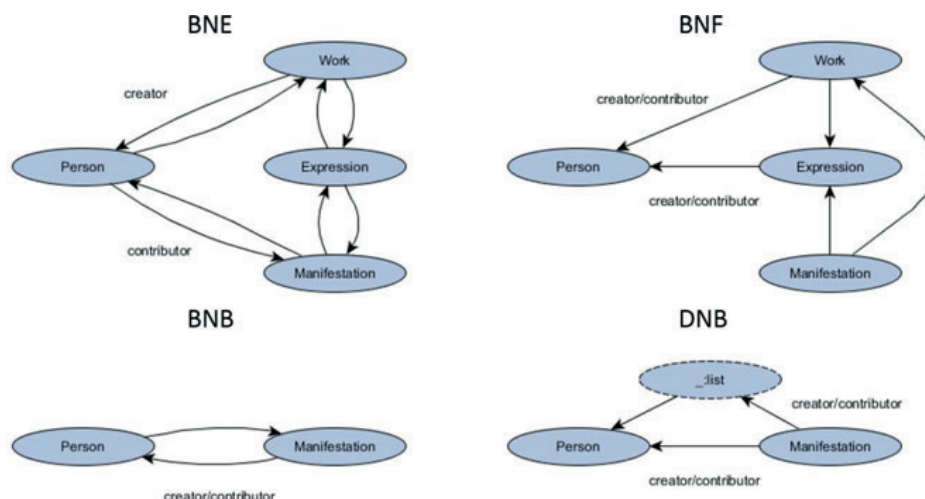 BNE
Work
creator
Person
Expression
contributor
Manifestation
BNF
Work
creator/contributor
Person
Expression
creator/contributor
Manifestation
BNB
Person
Manifestation
creator/contributor
DNB
_:list
creator/contributor
Person
Manifestation
creator/contributor